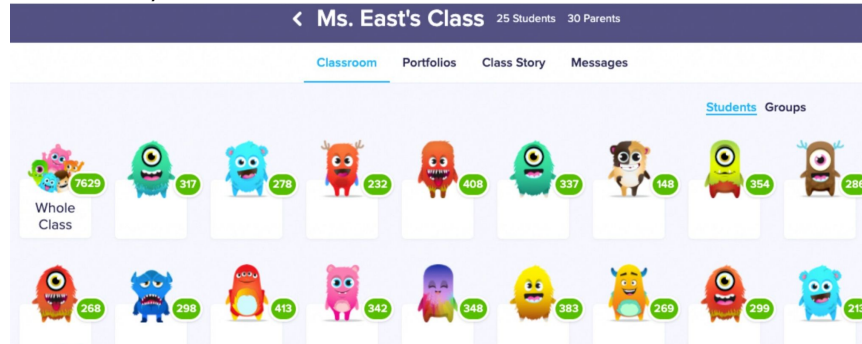 < Ms. East's Class 25 Students 30 Parents
Classroom Portfolios Class Story Messages
Students Groups
7629 317 278 232 408 337 148 354
Whole
Class
268 298 413 342 348 383 269 299